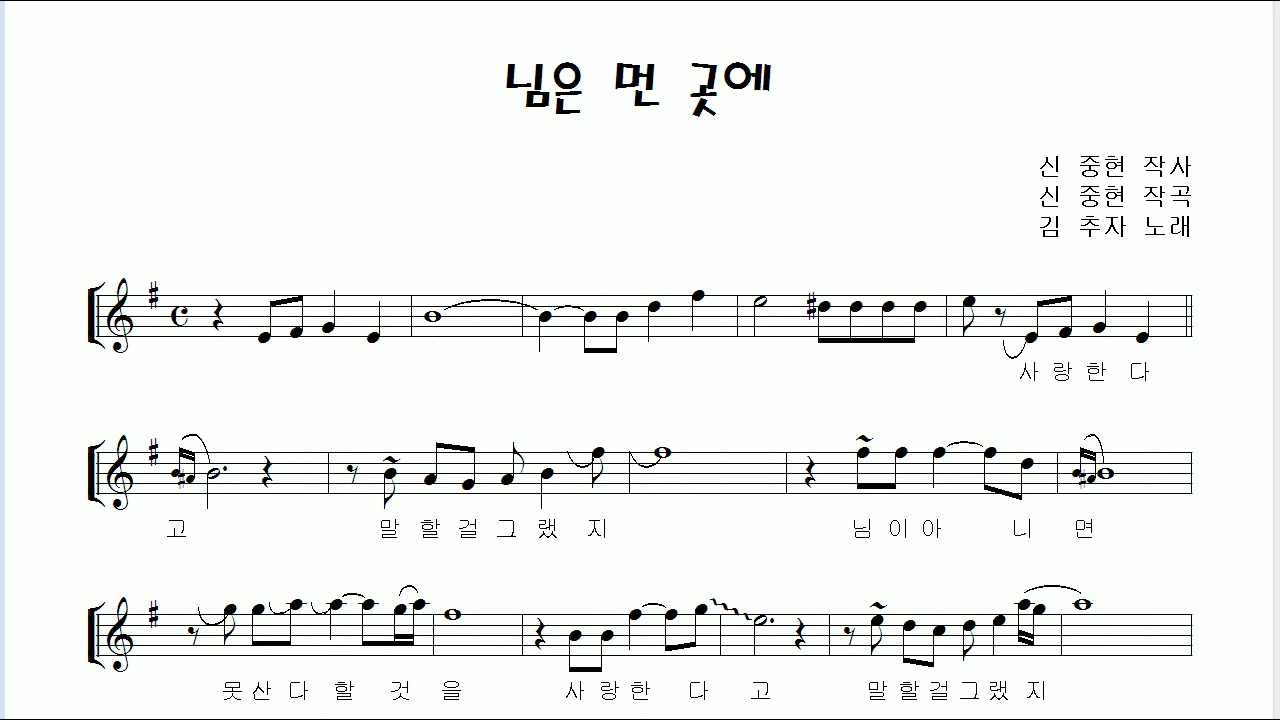 님은 먼 곳에
신 중현 작사
신 중현 작곡
김 추자 노래
사 랑 한 다
고 말 할 걸 그 랬 지 님 이 아 니 면
못 산 다 할 것 을 사 랑 한 다 고 말 할 걸 그 랬 지